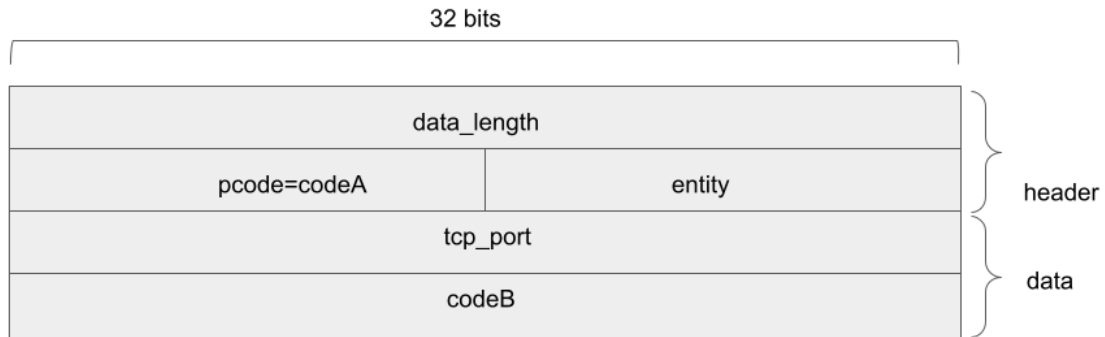 32 bits
data_length
pcode=codeA
entity
header
tcp_port
data
codeB